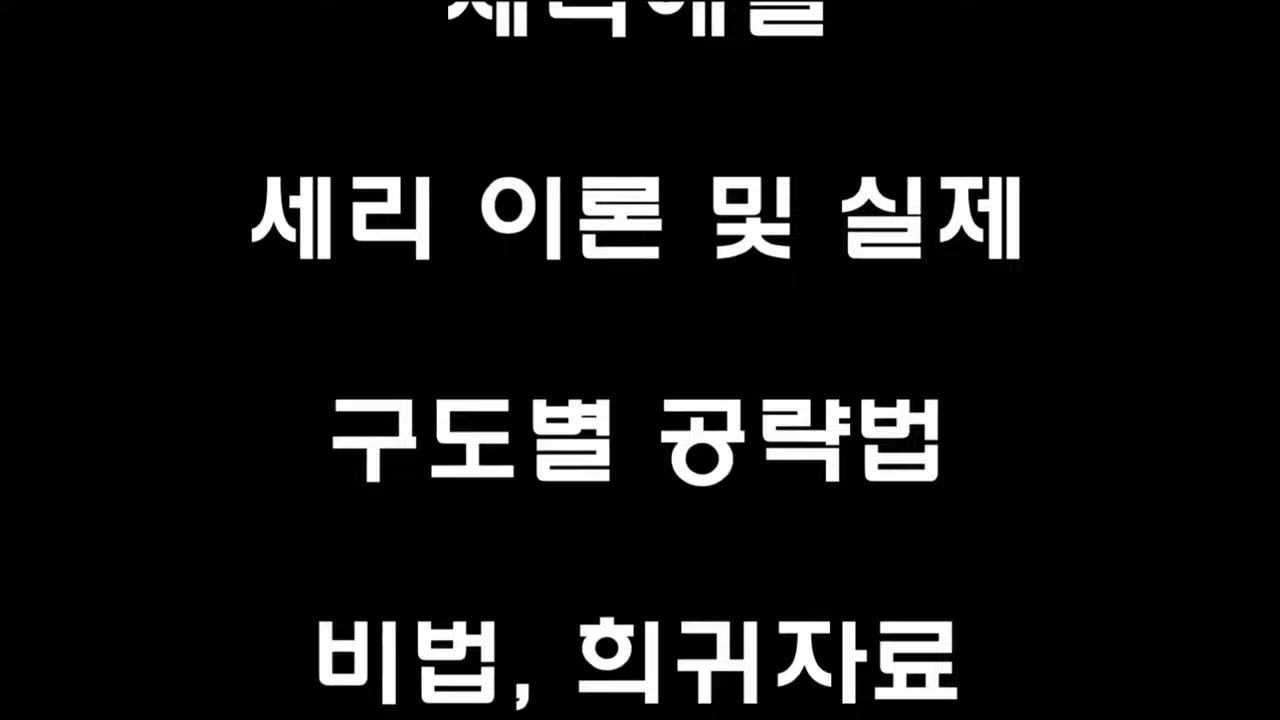 세리 이론 및 실제
구도별 공략법
비법, 희귀자료